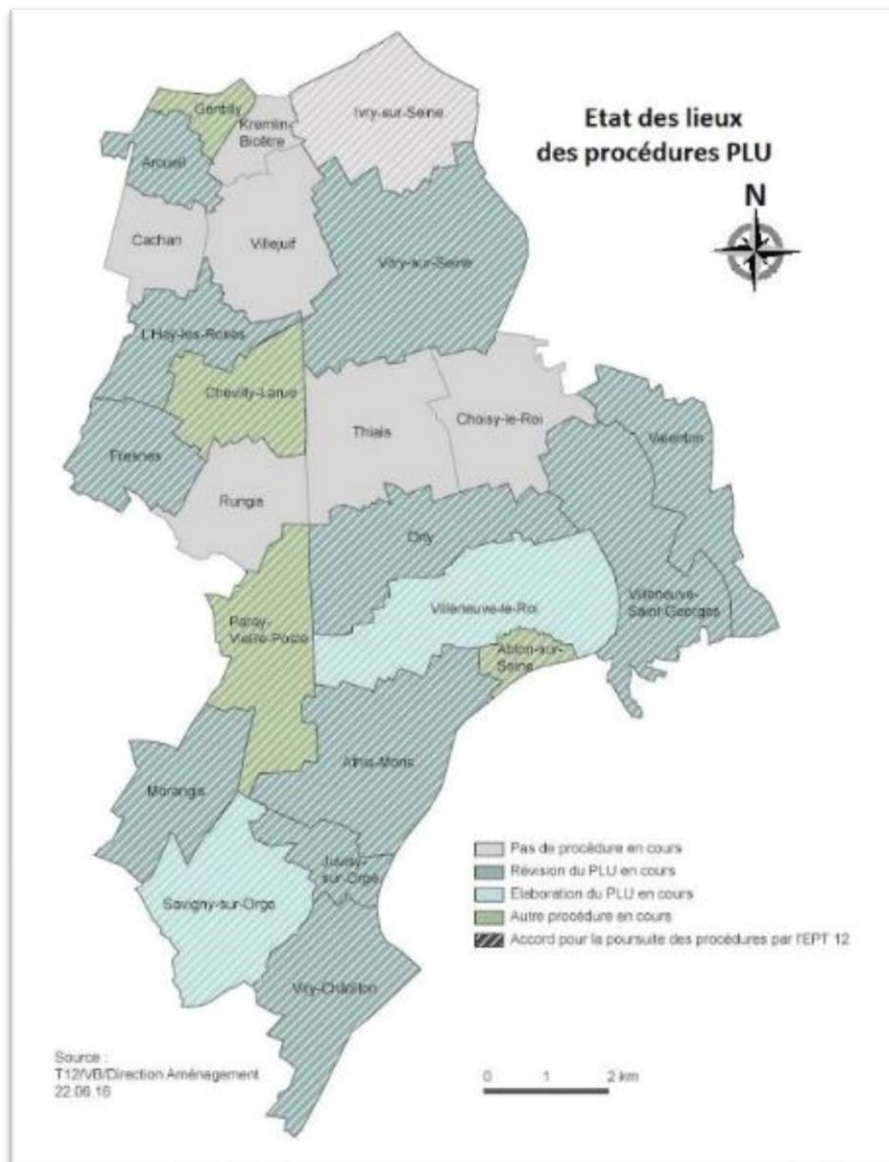 Etat des lieux
des procédures PLU
N
Gentilly
Kremlin-
Bicêtre
Ivry-sur-Seine
Arcueil
Cachan
Villejuif
Vitry-sur-Seine
L'Haÿ-les-Roses
Chevilly-Larue
Fresnes
Thiais
Choisy-le-Roi
Valenton
Rungis
Orly
Villeneuve-le-Roi
Villeneuve-
Saint-Georges
Paray-
Vieille-Poste
Ablon-sur-
Seine
Athis-Mons
Morangis
Juvisy-
sur-Orge
Savigny-sur-Orge
Viry-Châtillon
Pas de procédure en cours
Révision du PLU en cours
Elaboration du PLU en cours
Autre procédure en cours
Accord pour la poursuite des procédures par l'EPT 12
Source :
T12/VB/Direction Aménagement
22.06.16
0 1 2 km